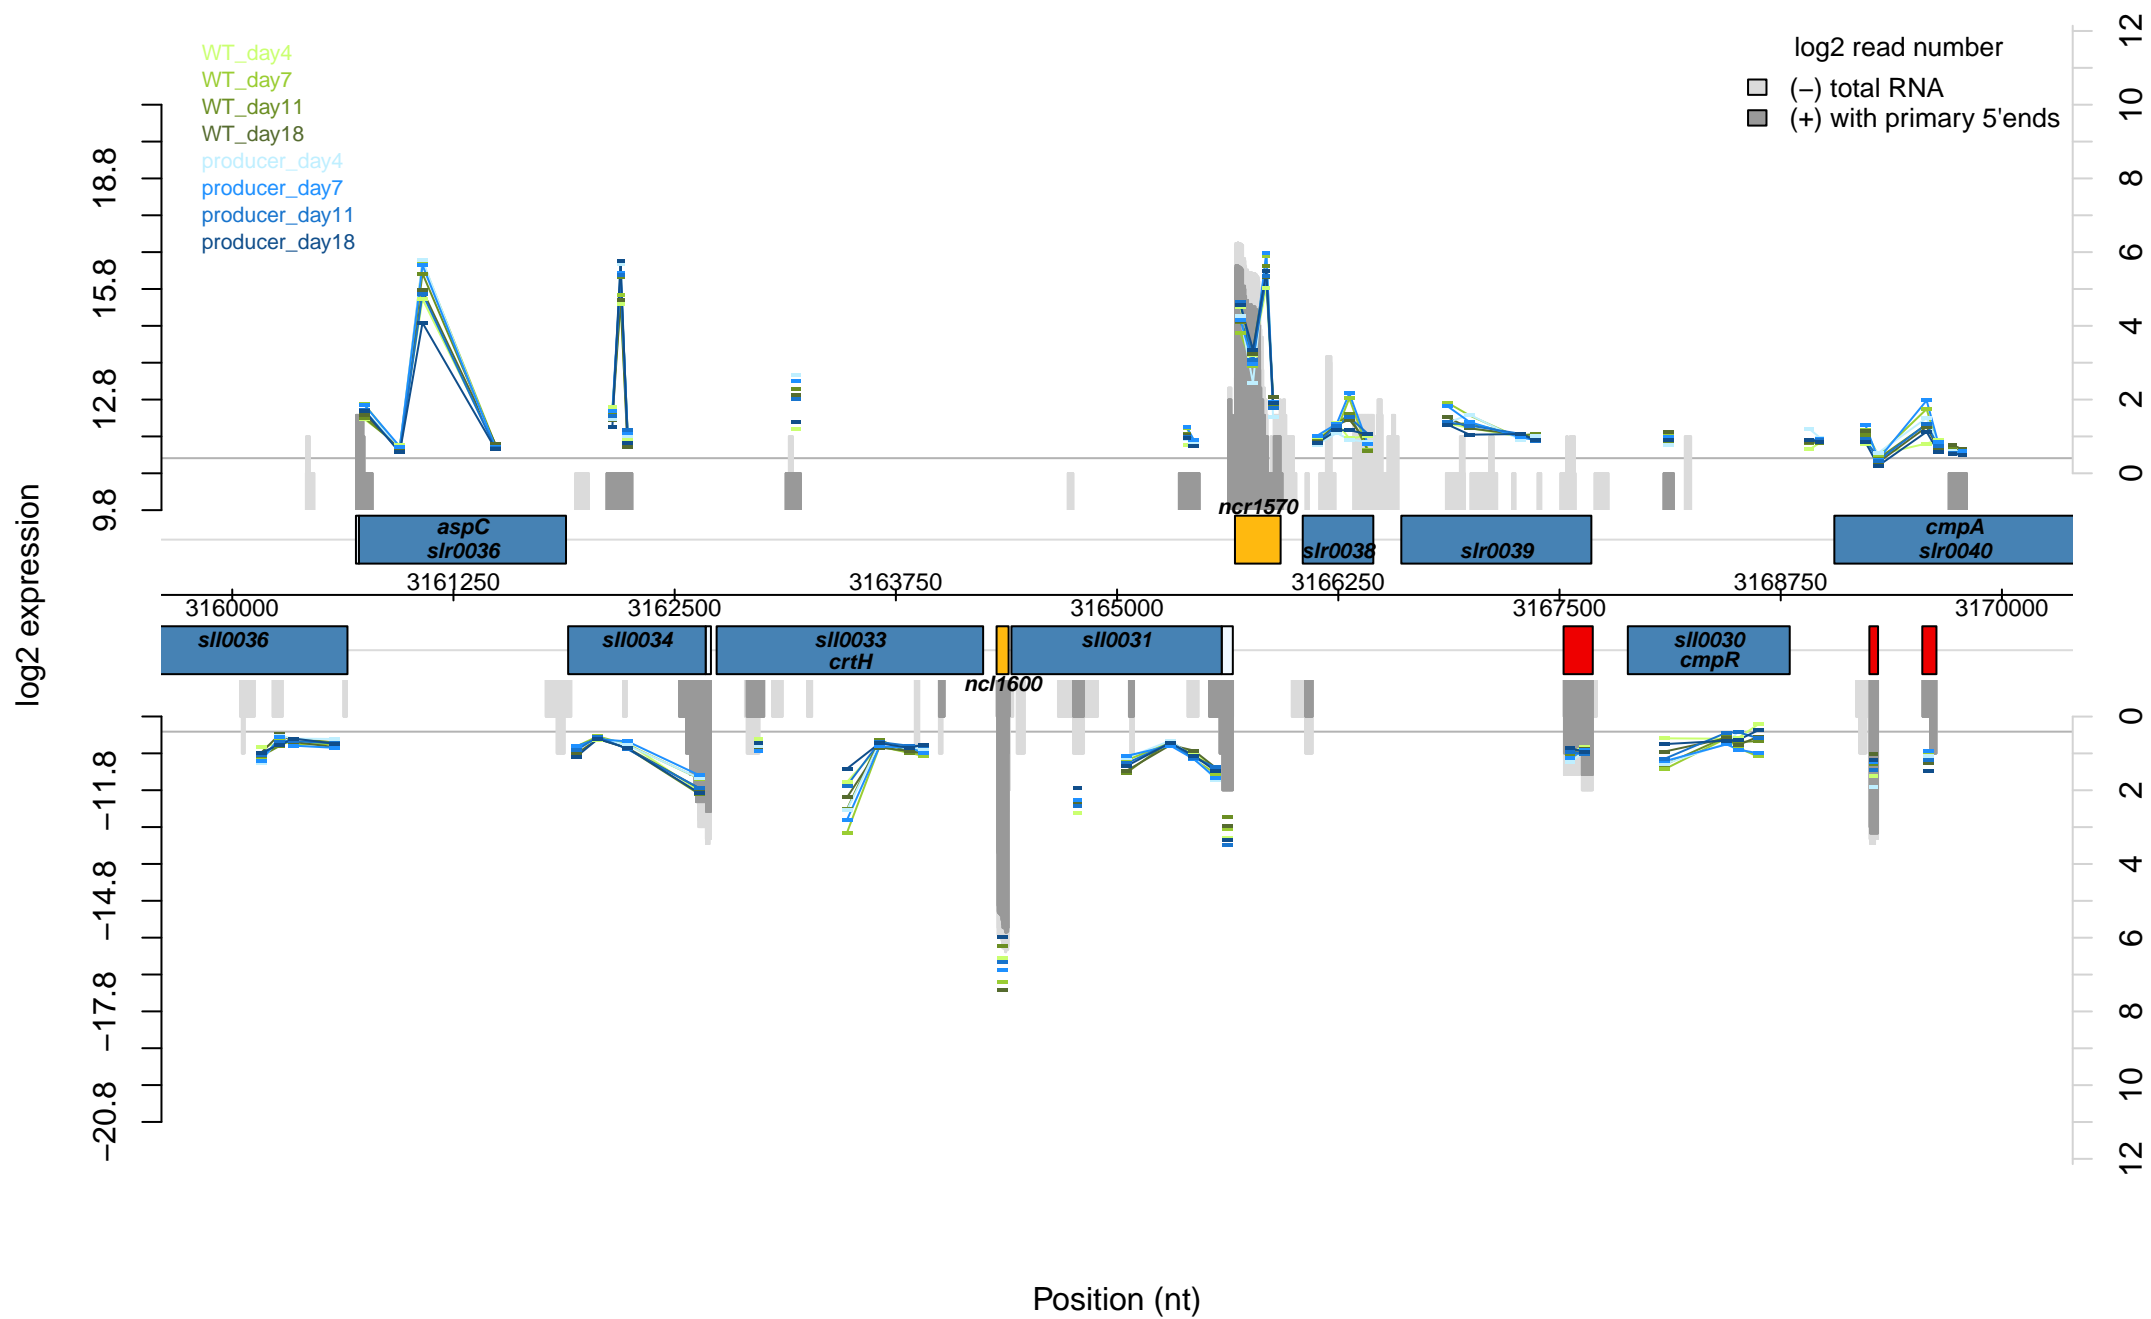 WT_day4
WT_day7
WT_day11
WT_day18
producer_day4
producer_day7
producer_day11
producer_day18
log2 read number
(−) total RNA
(+) with primary 5'ends
log2 expression
18.8
15.8
12.8
9.8
12
10
8
6
4
2
0
ncr1570
aspC
slr0036
slr0038
slr0039
cmpA
slr0040
3161250
3163750
3166250
3168750
3160000
3162500
3165000
3167500
3170000
sll0036
sll0034
sll0033
crtH
ncl1600
sll0031
sll0030
cmpR
−11.8
−14.8
−17.8
−20.8
0
2
4
6
8
10
12
Position (nt)